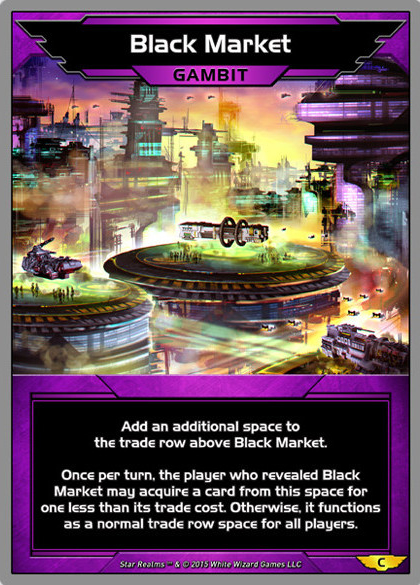 Black Market
GAMBIT
Add an additional space to
the trade row above Black Market.
Once per turn, the player who revealed Black
Market may acquire a card from this space for
one less than its trade cost. Otherwise, it functions
as a normal trade row space for all players.
Star Realms ™ & © 2015 White Wizard Games LLC
C